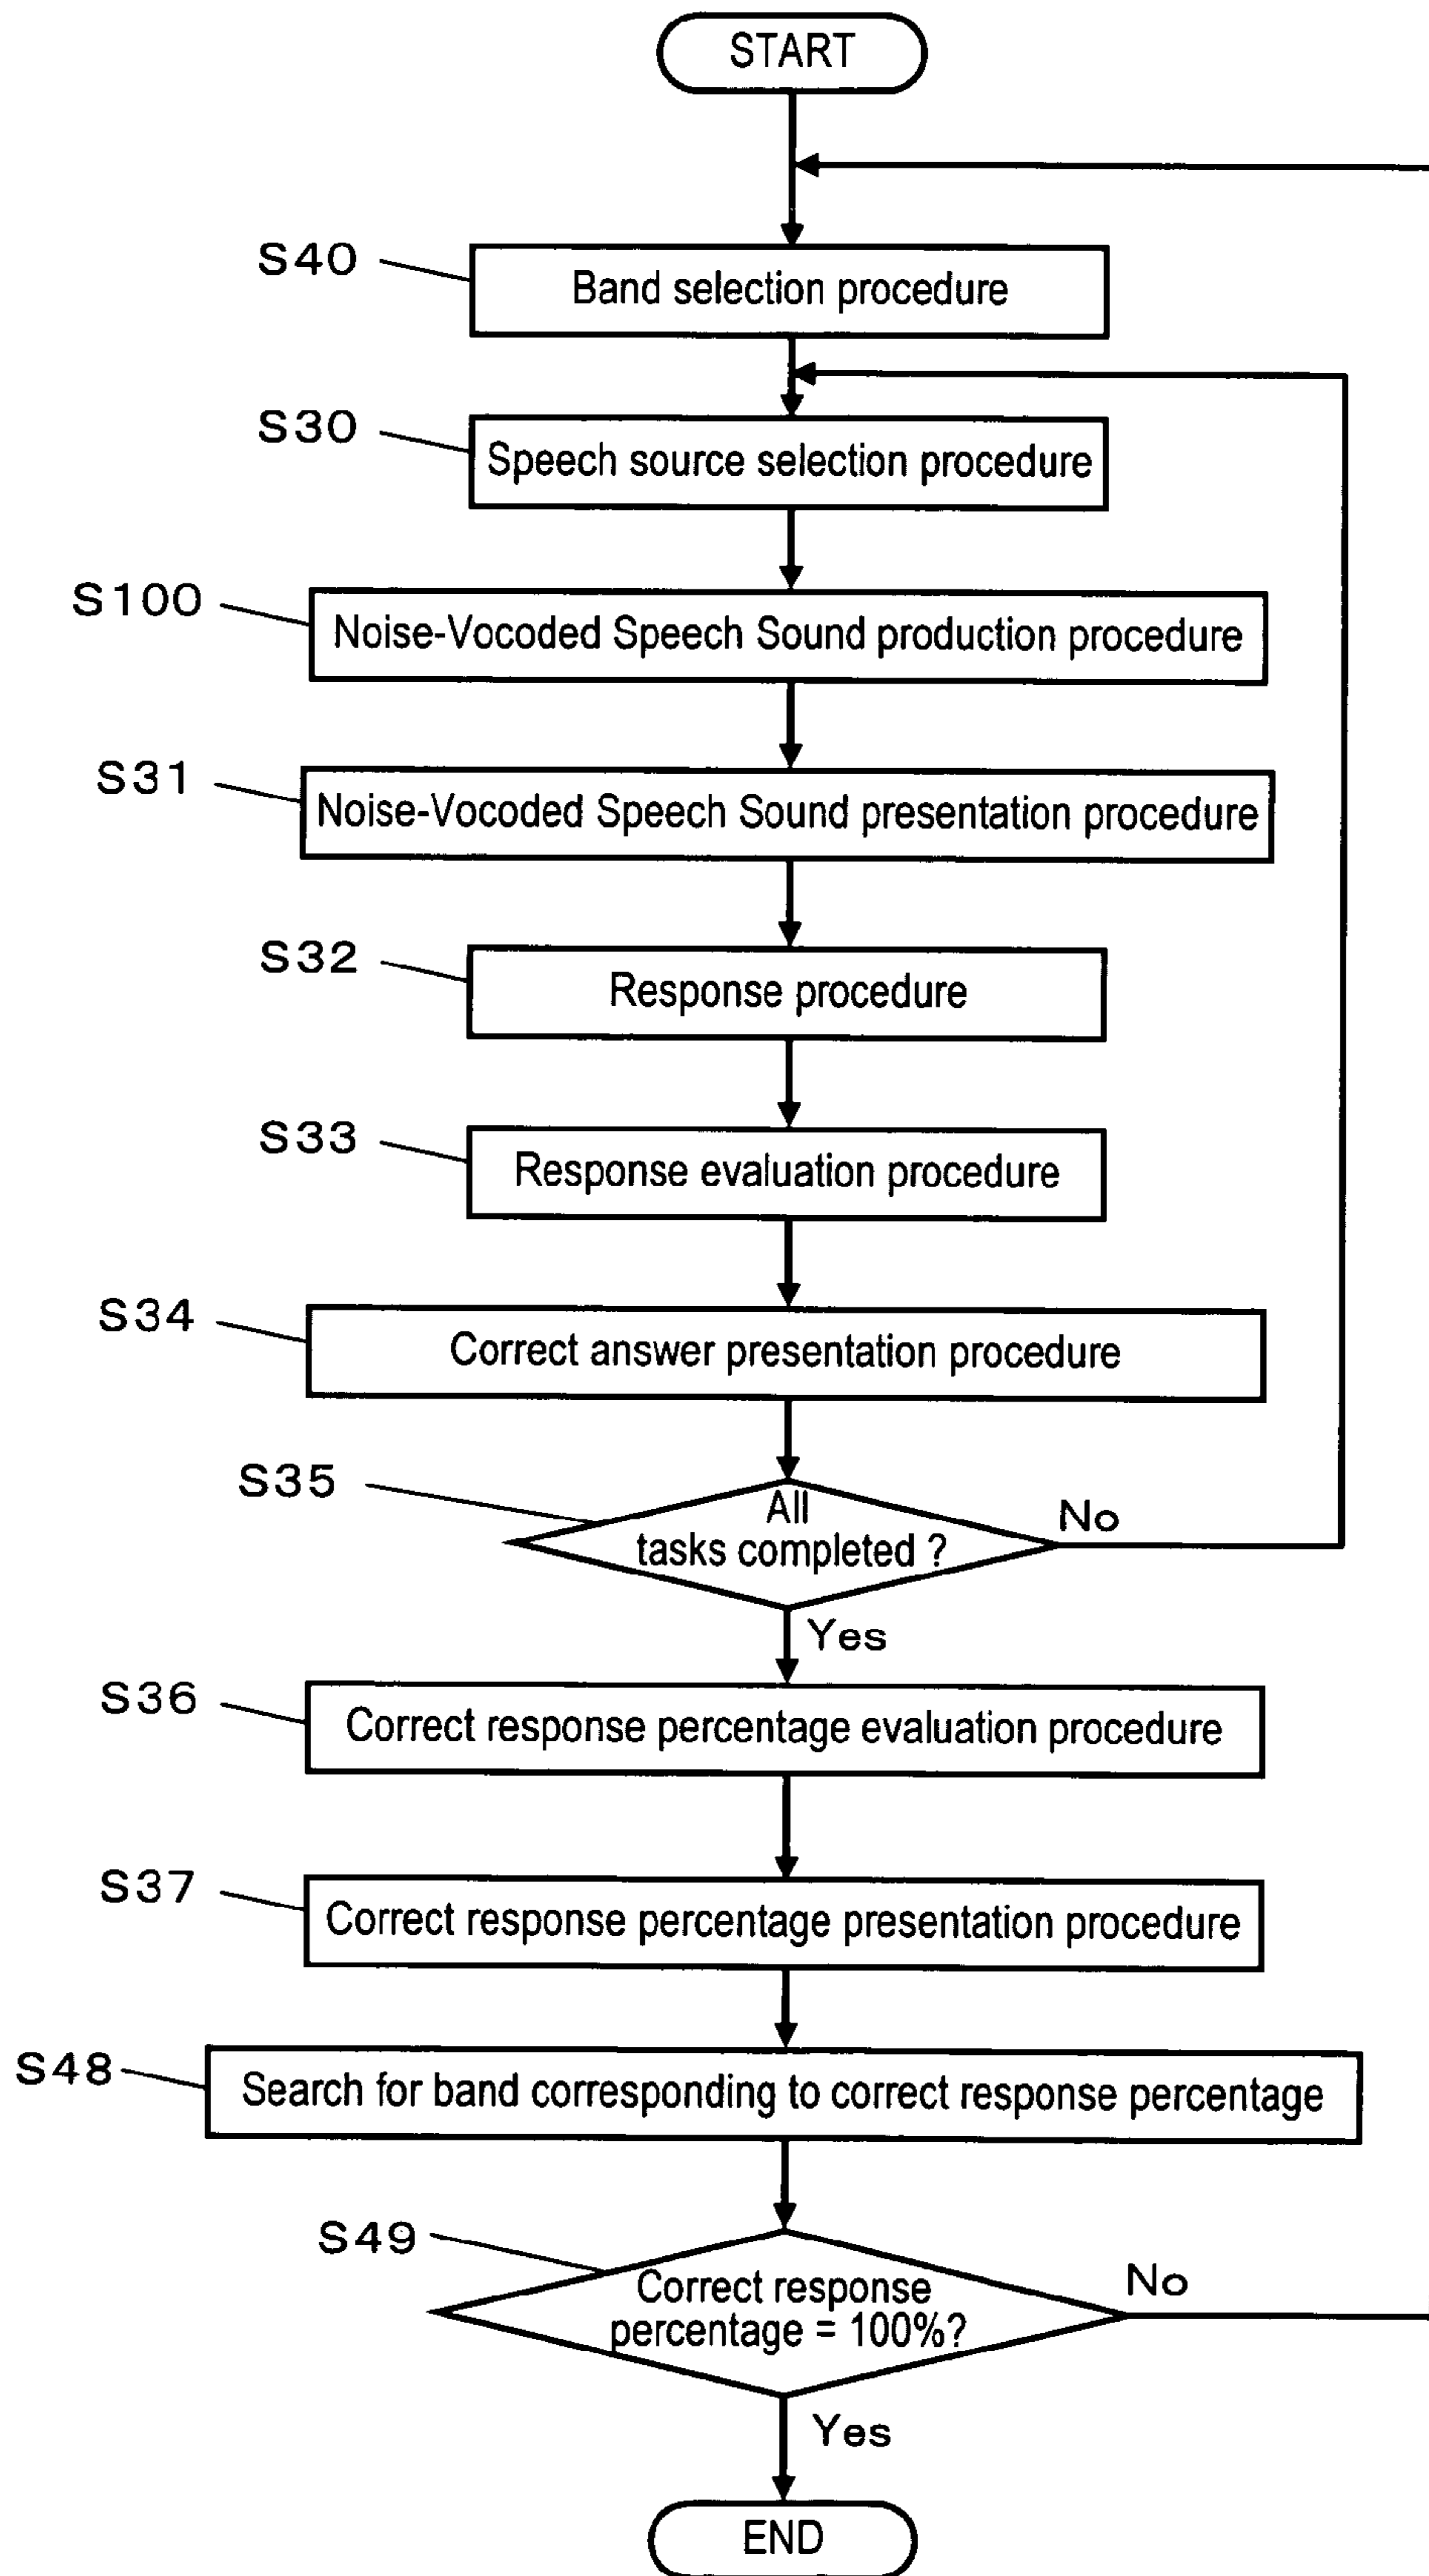 START
S40
Band selection procedure
S30
Speech source selection procedure
S100
Noise-Vocoded Speech Sound production procedure
S31
Noise-Vocoded Speech Sound presentation procedure
S32
Response procedure
S33
Response evaluation procedure
S34
Correct answer presentation procedure
S35
All
tasks completed ?
No
Yes
S36
Correct response percentage evaluation procedure
S37
Correct response percentage presentation procedure
S48
Search for band corresponding to correct response percentage
S49
Correct response
percentage = 100%?
No
Yes
END